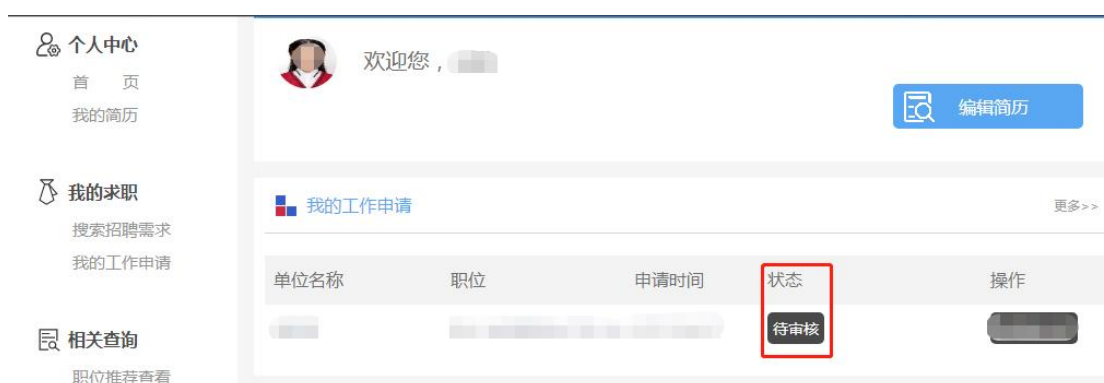 个人中心
首 页
我的简历
我的求职
搜索招聘需求
我的工作申请
相关查询
职位推荐查看
欢迎您，
编辑简历
我的工作申请 更多>>
单位名称 职位 申请时间 状态 操作
待审核